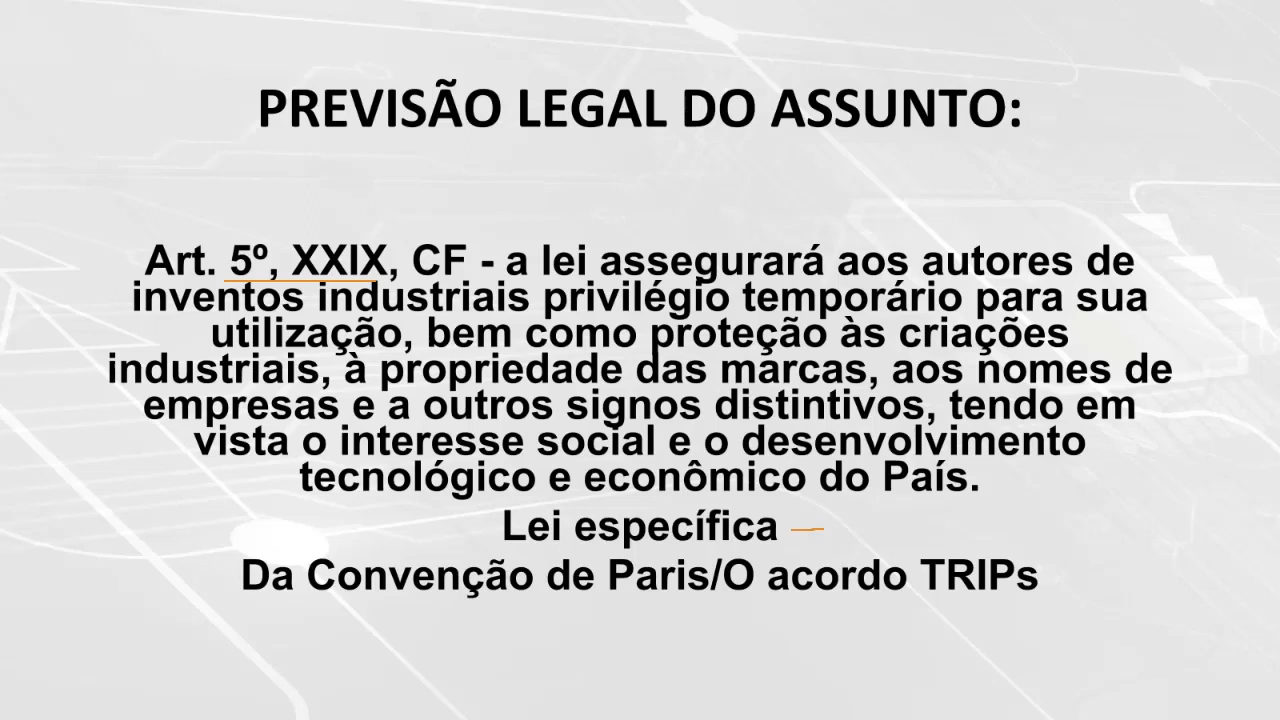 PREVISÃO LEGAL DO ASSUNTO:
Art. 5º, XXIX, CF - a lei assegurará aos autores de
inventos industriais privilégio temporário para sua
utilização, bem como proteção às criações
industriais, à propriedade das marcas, aos nomes de
empresas e a outros signos distintivos, tendo em
vista o interesse social e o desenvolvimento
tecnológico e econômico do País.
Lei específica
Da Convenção de Paris/O acordo TRIPs